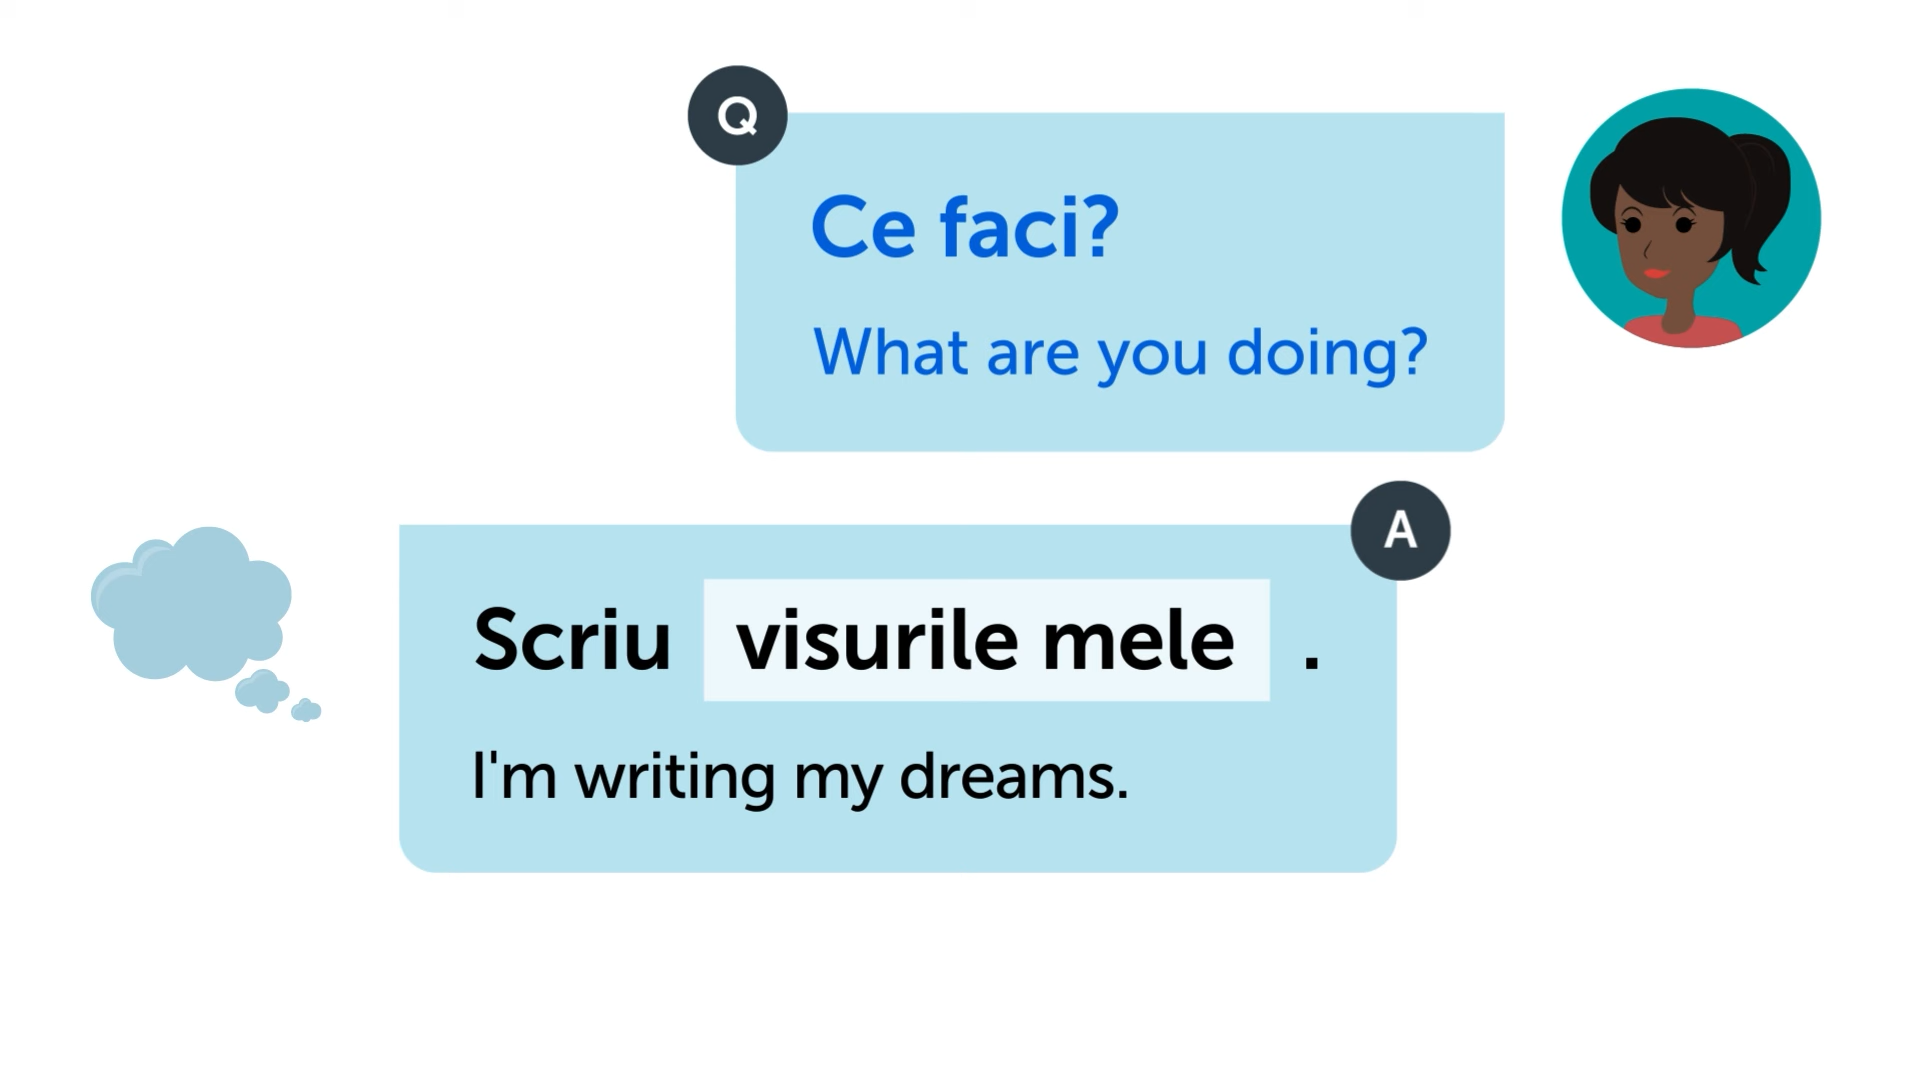 Q
Ce faci?
What are you doing?
A
Scriu visurile mele .
I'm writing my dreams.